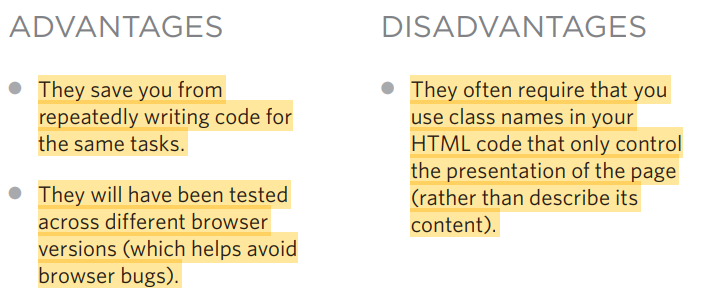 ADVANTAGES
They save you from
repeatedly writing code for
the same tasks.
They will have been tested
across different browser
versions (which helps avoid
browser bugs).
DISADVANTAGES
They often require that you
use class names in your
HTML code that only control
the presentation of the page
(rather than describe its
content).